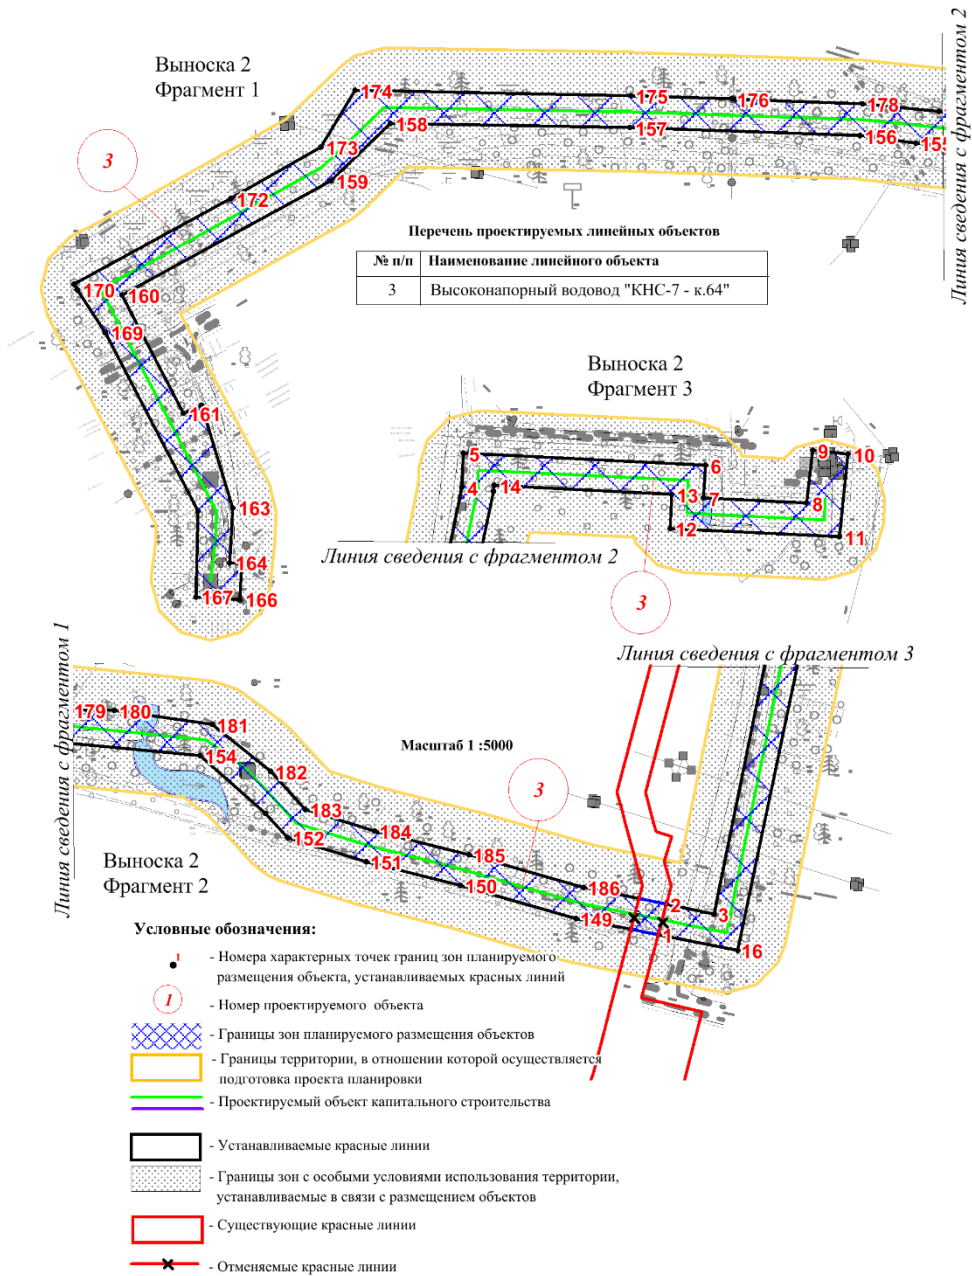 Выноска 2
Фрагмент 1
Линия сведения с фрагментом 2
174
175
176
178
158
157
156
155
173
159
3
172
170
160
169
161
163
164
167
166
Перечень проектируемых линейных объектов
№ п/п Наименование линейного объекта
3 Высоконапорный водовод "КНС-7 - к.64"
Выноска 2
Фрагмент 3
5
6
9
10
4
14
13
7
8
12
11
Линия сведения с фрагментом 2
3
Линия сведения с фрагментом 1
Линия сведения с фрагментом 3
179
180
181
154
182
183
184
185
186
152
151
150
149
2
3
1
16
3
Масштаб 1 :5000
Выноска 2
Фрагмент 2
Условные обозначения:
1
- Номера характерных точек границ зон планируемого
размещения объекта, устанавливаемых красных линий
1
- Номер проектируемого объекта
- Границы зон планируемого размещения объектов
- Границы территории, в отношении которой осуществляется
подготовка проекта планировки
- Проектируемый объект капитального строительства
- Устанавливаемые красные линии
- Границы зон с особыми условиями использования территории,
устанавливаемые в связи с размещением объектов
- Существующие красные линии
- Отменяемые красные линии